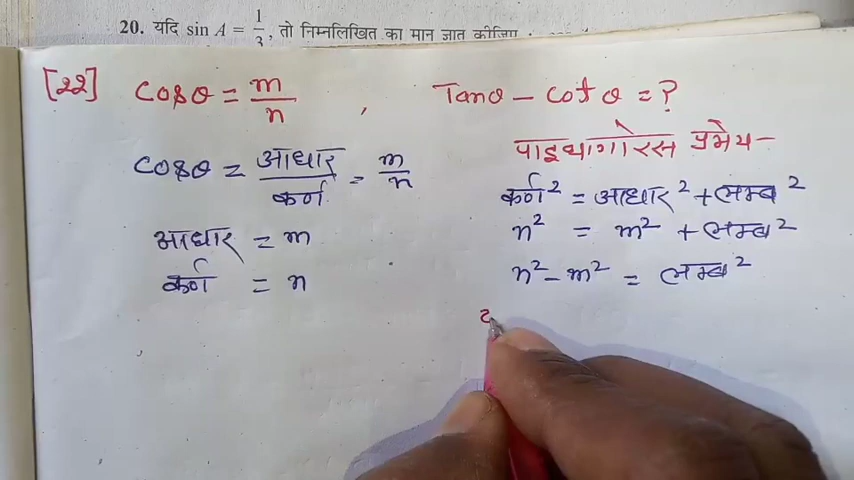 20. यदि sin A = 1/3, तो निम्नलिखित का मान ज्ञात कीजिए
[22] cosθ = m/n , Tanθ - cotθ = ?
cosθ = आधार/कर्ण = m/n
आधार = m
कर्ण = n
पाइथागोरस प्रमेय-
कर्ण² = आधार² + लम्ब²
n² = m² + लम्ब²
n² - m² = लम्ब²